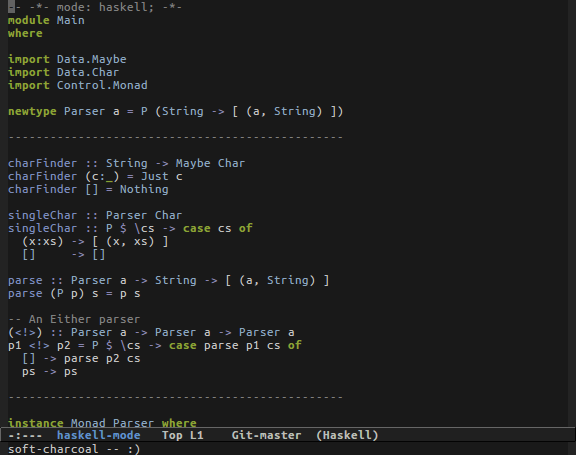 -- -*- mode: haskell; -*-
module Main
where
import Data.Maybe
import Data.Char
import Control.Monad
newtype Parser a = P (String -> [ (a, String) ])
------------------------------------------------
charFinder :: String -> Maybe Char
charFinder (c:_) = Just c
charFinder [] = Nothing
singleChar :: Parser Char
singleChar :: P $ \cs -> case cs of
  (x:xs) -> [ (x, xs) ]
  []     -> []
parse :: Parser a -> String -> [ (a, String) ]
parse (P p) s = p s
-- An Either parser
(<!>) :: Parser a -> Parser a -> Parser a
p1 <!> p2 = P $ \cs -> case parse p1 cs of
  [] -> parse p2 cs
  ps -> ps
------------------------------------------------
instance Monad Parser where
-:---  haskell-mode   Top L1    Git-master  (Haskell)
soft-charcoal -- :)